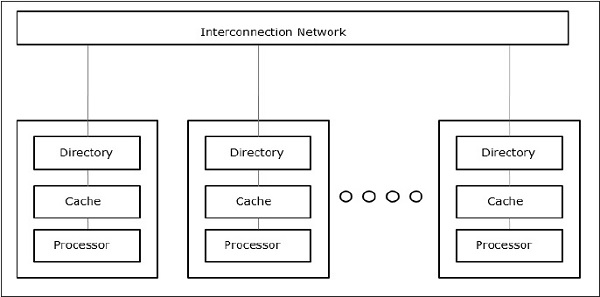 Interconnection Network
Directory
Cache
Processor
Directory
Cache
Processor
Directory
Cache
Processor